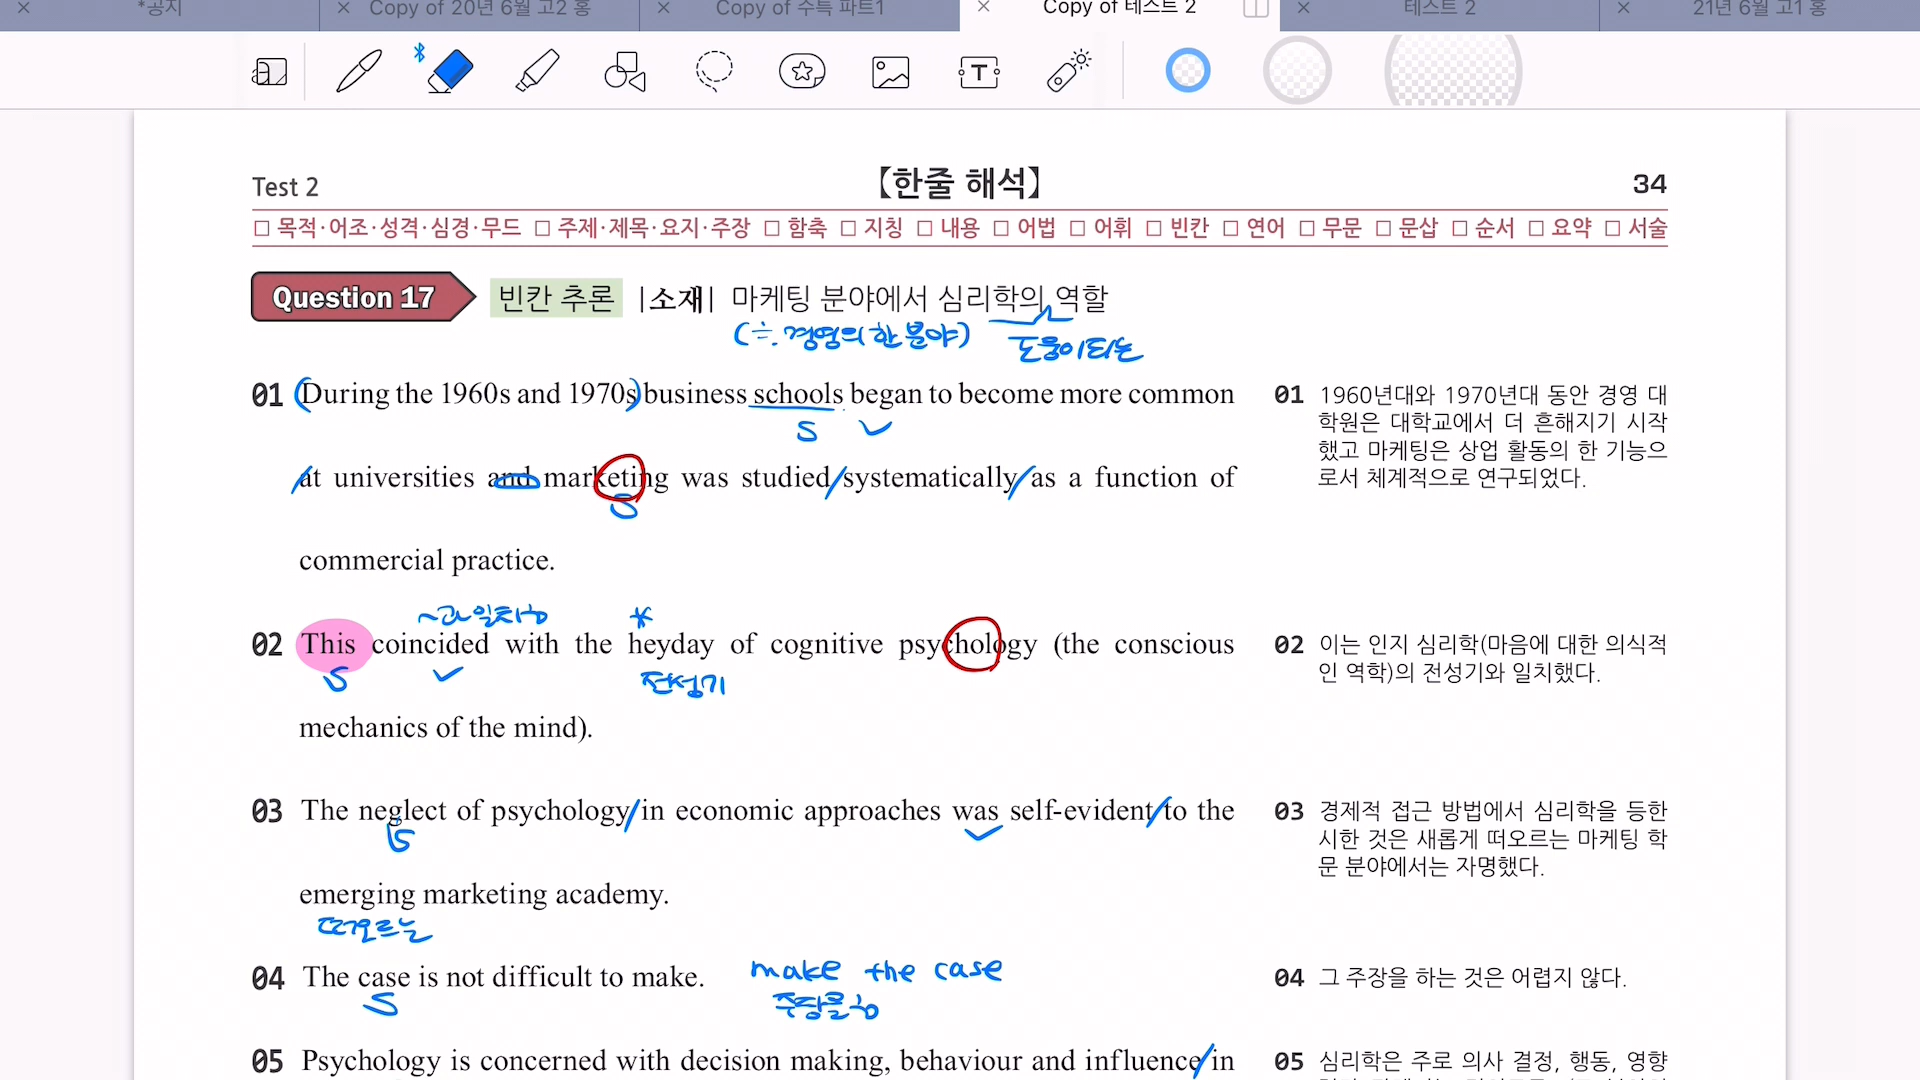 *공지
Copy of 20년 6월 고2 홍
Copy of 수특 파트1
Copy of 테스트 2
테스트 2
21년 6월 고1 홍
Test 2
【한줄 해석】
34
□ 목적·어조·성격·심경·무드 □ 주제·제목·요지·주장 □ 함축 □ 지칭 □ 내용 □ 어법 □ 어휘 □ 빈칸 □ 연어 □ 무문 □ 문삽 □ 순서 □ 요약 □ 서술
Question 17 빈칸 추론 |소재| 마케팅 분야에서 심리학의 역할
(≒. 경영의 한 분야)
도움이 되는
01 During the 1960s and 1970s business schools began to become more common
S
at universities and marketing was studied systematically as a function of
S
commercial practice.
01 1960년대와 1970년대 동안 경영 대
학원은 대학교에서 더 흔해지기 시작
했고 마케팅은 상업 활동의 한 기능으
로서 체계적으로 연구되었다.
~과 일치하
*
02 This coincided with the heyday of cognitive psychology (the conscious
S
전성기
mechanics of the mind).
02 이는 인지 심리학(마음에 대한 의식적
인 역학)의 전성기와 일치했다.
03 The neglect of psychology in economic approaches was self-evident to the
S
emerging marketing academy.
떠오르는
03 경제적 접근 방법에서 심리학을 등한
시한 것은 새롭게 떠오르는 마케팅 학
문 분야에서는 자명했다.
04 The case is not difficult to make.
S
make the case
주장을 하
04 그 주장을 하는 것은 어렵지 않다.
05 Psychology is concerned with decision making, behaviour and influence in
05 심리학은 주로 의사 결정, 행동, 영향